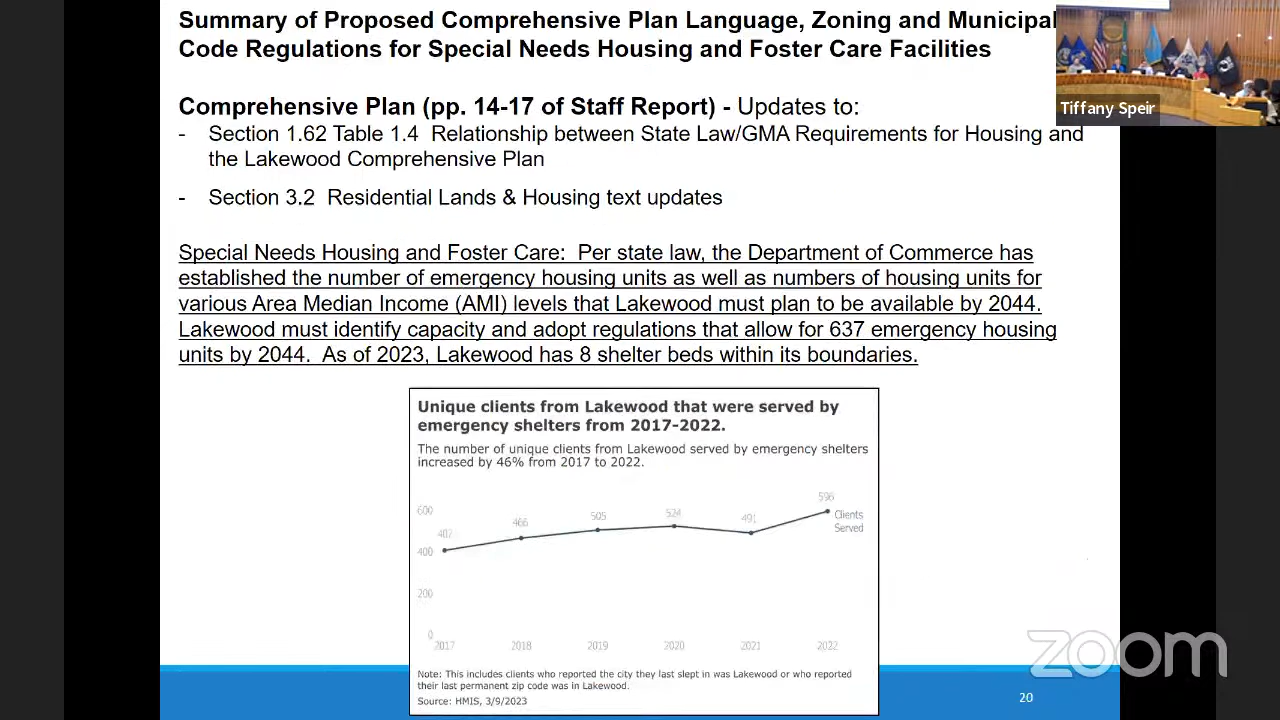 Summary of Proposed Comprehensive Plan Language, Zoning and Municipal
Code Regulations for Special Needs Housing and Foster Care Facilities
Tiffany Speir
Comprehensive Plan (pp. 14-17 of Staff Report) - Updates to:
- Section 1.62 Table 1.4 Relationship between State Law/GMA Requirements for Housing and
the Lakewood Comprehensive Plan
- Section 3.2 Residential Lands & Housing text updates
Special Needs Housing and Foster Care: Per state law, the Department of Commerce has
established the number of emergency housing units as well as numbers of housing units for
various Area Median Income (AMI) levels that Lakewood must plan to be available by 2044.
Lakewood must identify capacity and adopt regulations that allow for 637 emergency housing
units by 2044. As of 2023, Lakewood has 8 shelter beds within its boundaries.
Unique clients from Lakewood that were served by
emergency shelters from 2017-2022.
The number of unique clients from Lakewood served by emergency shelters
increased by 46% from 2017 to 2022.
600
400
200
0
407
466
505
524
491
596
Clients
Served
2017 2018 2019 2020 2021 2022
Note: This includes clients who reported the city they last slept in was Lakewood or who reported
their last permanent zip code was in Lakewood.
Source: HMIS, 3/9/2023
zoom
20